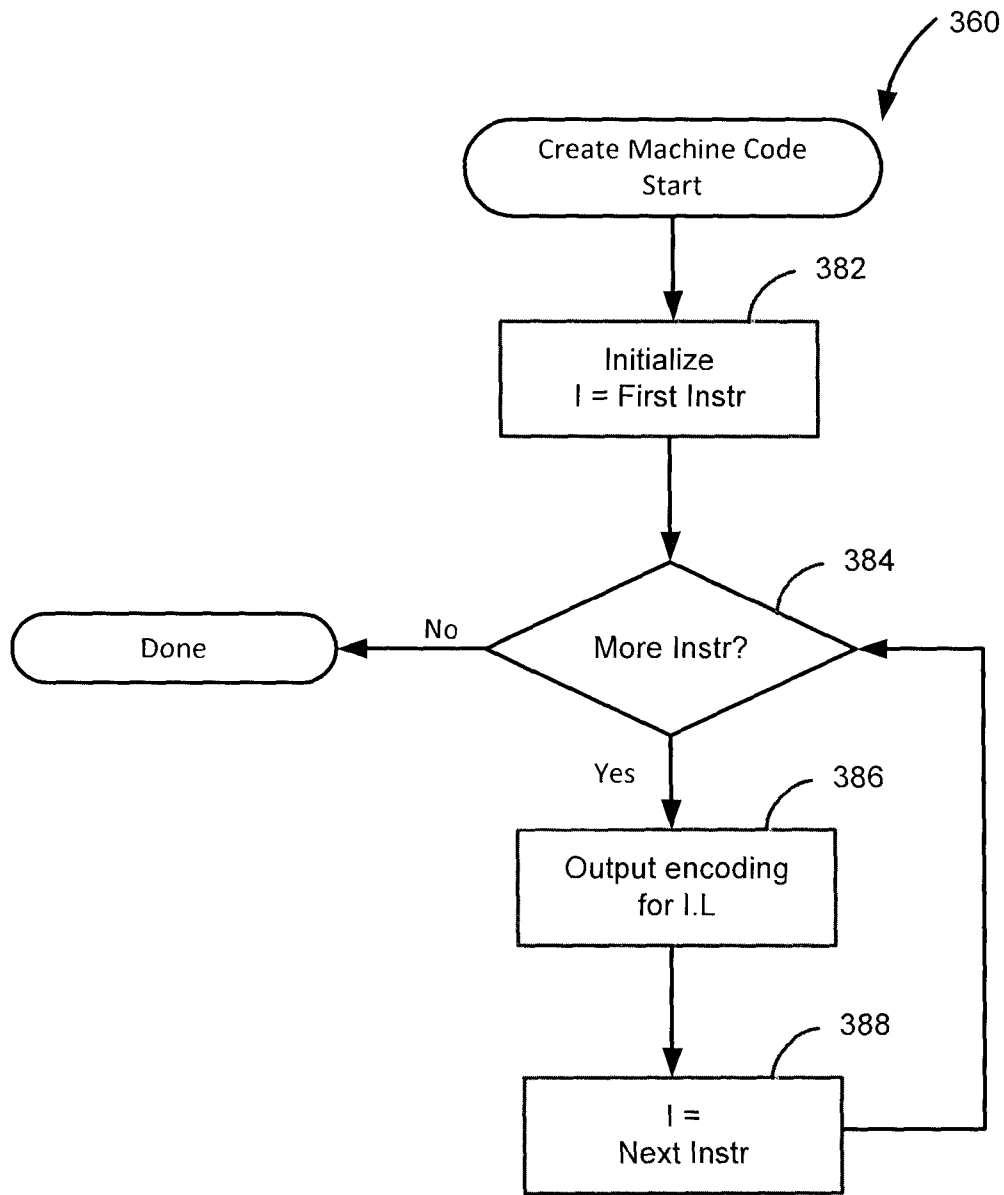 360
Create Machine Code
Start
382
Initialize
I = First Instr
384
More Instr?
No
Done
Yes
386
Output encoding
for I.L
388
I =
Next Instr